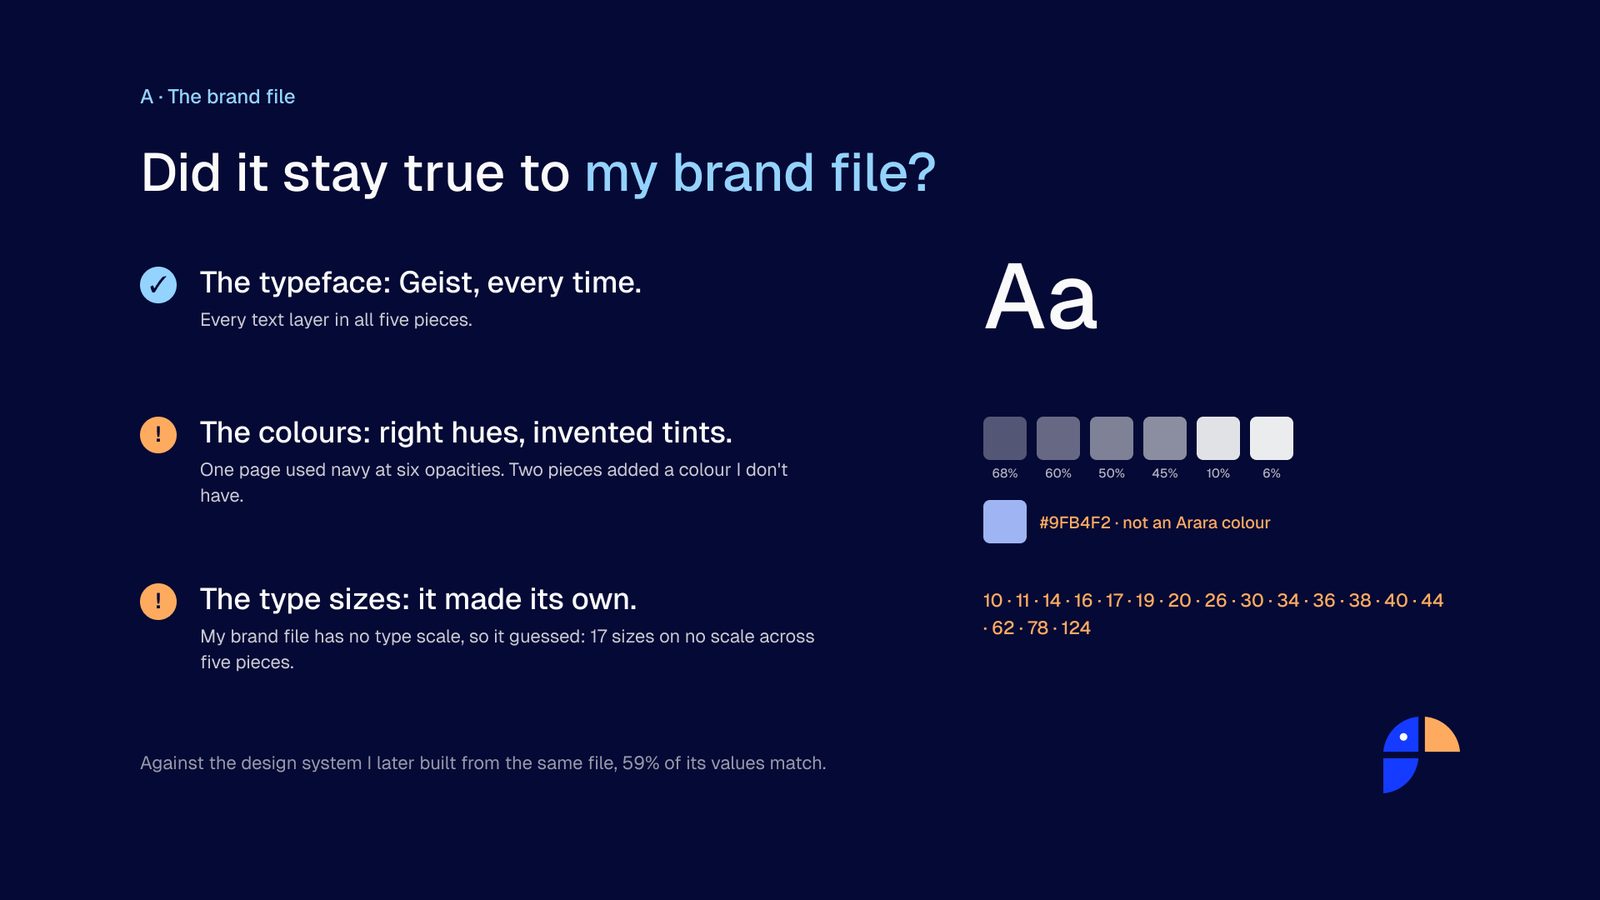 A · The brand file
Did it stay true to my brand file?
✓
The typeface: Geist, every time.
Every text layer in all five pieces.
Aa
!
The colours: right hues, invented tints.
One page used navy at six opacities. Two pieces added a colour I don't
have.
68% 60% 50% 45% 10% 6%
#9FB4F2 · not an Arara colour
!
The type sizes: it made its own.
My brand file has no type scale, so it guessed: 17 sizes on no scale across
five pieces.
10 · 11 · 14 · 16 · 17 · 19 · 20 · 26 · 30 · 34 · 36 · 38 · 40 · 44
· 62 · 78 · 124
Against the design system I later built from the same file, 59% of its values match.